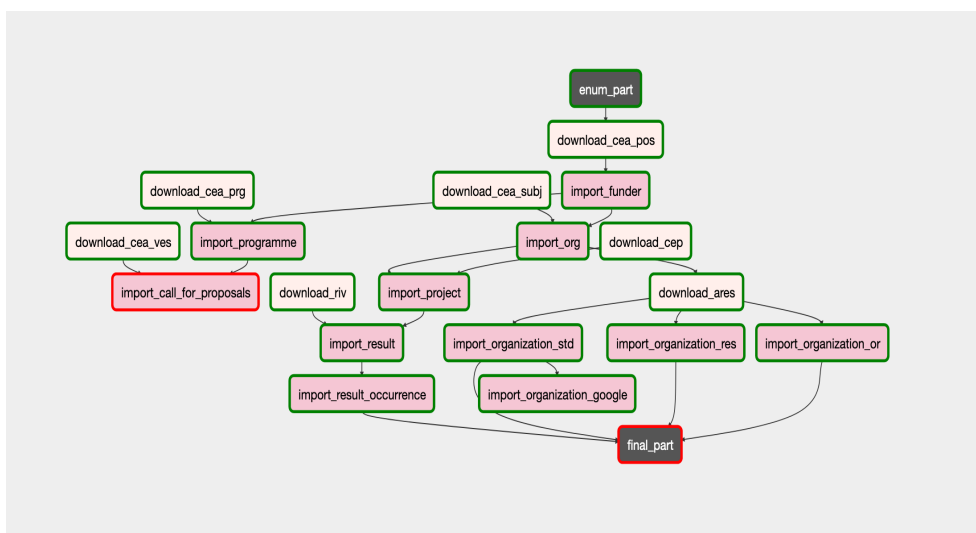 enum_part
download_cea_pos
download_cea_prg
download_cea_subj
import_funder
download_cea_ves
import_programme
import_org
download_cep
import_call_for_proposals
download_riv
import_project
download_ares
import_result
import_organization_std
import_organization_res
import_organization_or
import_result_occurrence
import_organization_google
final_part